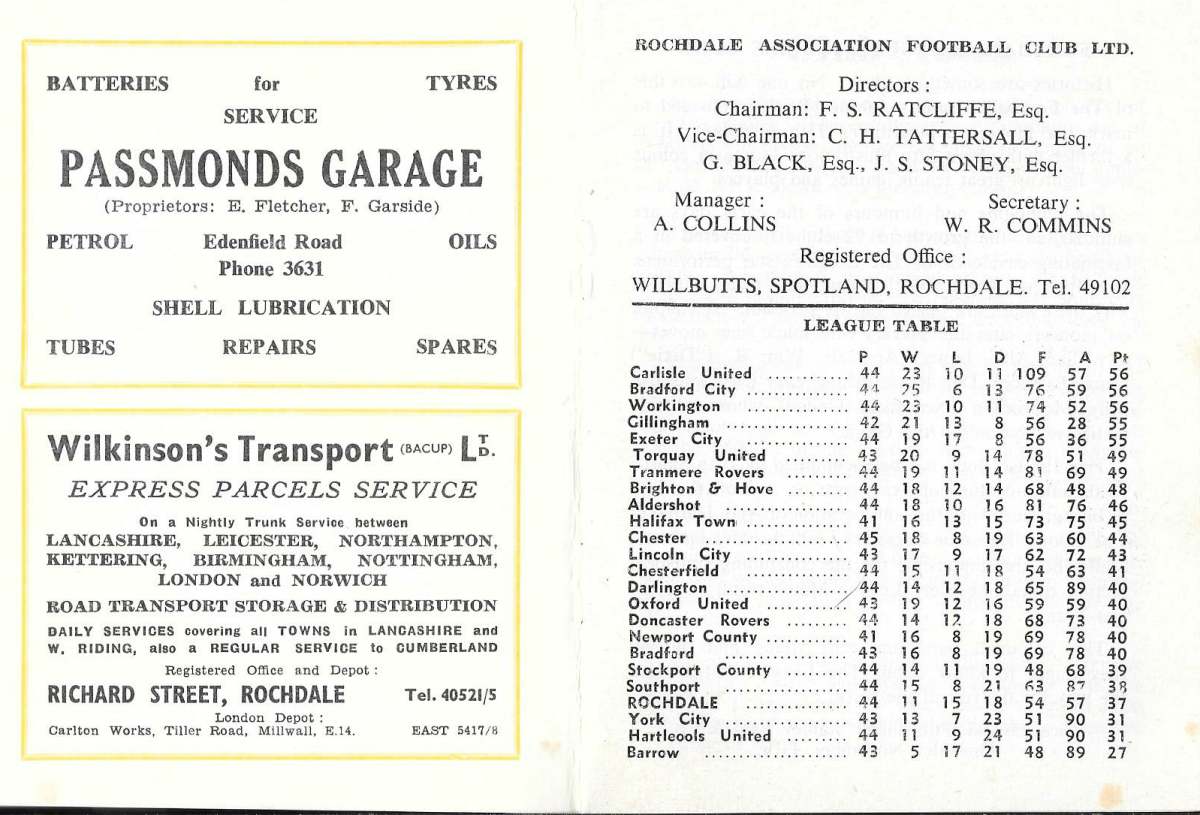 BATTERIES for TYRES
SERVICE
PASSMONDS GARAGE
(Proprietors: E. Fletcher, F. Garside)
PETROL Edenfield Road OILS
Phone 3631
SHELL LUBRICATION
TUBES REPAIRS SPARES
Wilkinson's Transport (BACUP) LTD.
EXPRESS PARCELS SERVICE
On a Nightly Trunk Service between
LANCASHIRE, LEICESTER, NORTHAMPTON,
KETTERING, BIRMINGHAM, NOTTINGHAM,
LONDON and NORWICH
ROAD TRANSPORT STORAGE & DISTRIBUTION
DAILY SERVICES covering all TOWNS in LANCASHIRE and
W. RIDING, also a REGULAR SERVICE to CUMBERLAND
Registered Office and Depot :
RICHARD STREET, ROCHDALE Tel. 40521/5
London Depot :
Carlton Works, Tiller Road, Millwall, E.14. EAST 5417/8
ROCHDALE ASSOCIATION FOOTBALL CLUB LTD.
Directors :
Chairman: F. S. RATCLIFFE, Esq.
Vice-Chairman: C. H. TATTERSALL, Esq.
G. BLACK, Esq., J. S. STONEY, Esq.
Manager : Secretary :
A. COLLINS W. R. COMMINS
Registered Office :
WILLBUTTS, SPOTLAND, ROCHDALE. Tel. 49102
LEAGUE TABLE
P W L D F A Pt
Carlisle United ........... 44 23 10 11 109 57 56
Bradford City ........... 44 25 6 13 76 59 56
Workington .............. 44 23 10 11 74 52 56
Gillingham ................. 42 21 13 8 56 28 55
Exeter City .............. 44 19 17 8 56 36 55
Torquay United ......... 43 20 9 14 78 51 49
Tranmere Rovers ......... 44 19 11 14 81 69 49
Brighton & Hove ......... 44 18 12 14 68 48 48
Aldershot ................. 44 18 10 16 81 76 46
Halifax Town .............. 41 16 13 15 73 75 45
Chester .................... 45 18 8 19 63 60 44
Lincoln City .............. 43 17 9 17 62 72 43
Chesterfield .............. 44 15 11 18 54 63 41
Darlington ................. 44 14 12 18 65 89 40
Oxford United ........... 43 19 12 16 59 59 40
Doncaster Rovers ........ 44 14 12 18 68 73 40
Newport County ........... 41 16 8 19 69 78 40
Bradford ................. 43 16 8 19 69 78 40
Stockport County ........ 44 14 11 19 48 68 39
Southport ................. 44 15 8 21 63 87 38
ROCHDALE .............. 44 11 15 18 54 57 37
York City ................. 43 13 7 23 51 90 31
Hartleools United ......... 44 11 9 24 51 90 31
Barrow .................... 43 5 17 21 48 89 27